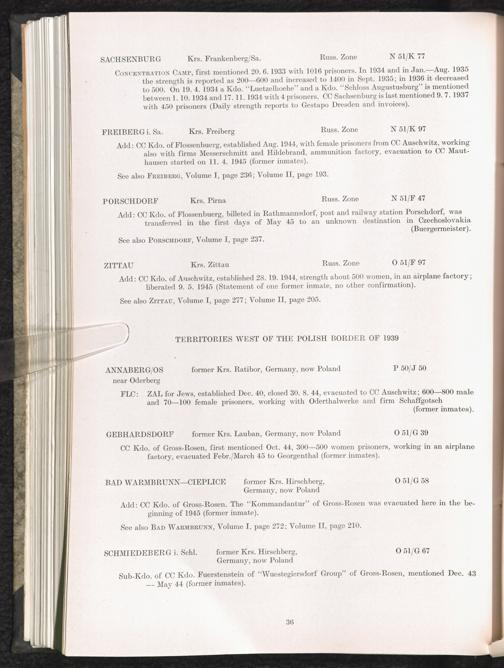 SACHSENBURG Krs. Frankenberg/Sa. Russ. Zone N 51/K 77
CONCENTRATION CAMP, first mentioned 20. 6. 1933 with 1016 prisoners. In 1934 and in Jan.—Aug. 1935
the strength is reported as 200—600 and increased to 1400 in Sept. 1935; in 1936 it decreased
to 500. On 19. 4. 1934 a Kdo. "Luetzelhoehe" and a Kdo. "Schloss Augustusburg" is mentioned
between 1. 10. 1934 and 17. 11. 1934 with 4 prisoners. CC Sachsenburg is last mentioned 9. 7. 1937
with 450 prisoners (Daily strength reports to Gestapo Dresden and invoices).
FREIBERG i. Sa. Krs. Freiberg Russ. Zone N 51/K 97
Add: CC Kdo. of Flossenbuerg, established Aug. 1944, with female prisoners from CC Auschwitz, working
also with firms Messerschmitt and Hildebrand, ammunition factory, evacuation to CC Maut-
hausen started on 11. 4. 1945 (former inmates).
See also FREIBERG, Volume I, page 236; Volume II, page 193.
PORSCHDORF Krs. Pirna Russ. Zone N 51/F 47
Add: CC Kdo. of Flossenbuerg, billeted in Rathmannsdorf, post and railway station Porschdorf, was
transferred in the first days of May 45 to an unknown destination in Czechoslovakia
(Buergermeister).
See also PORSCHDORF, Volume I, page 237.
ZITTAU Krs. Zittau Russ. Zone O 51/F 97
Add: CC Kdo. of Auschwitz, established 28. 19. 1944, strength about 500 women, in an airplane factory;
liberated 9. 5. 1945 (Statement of one former inmate, no other confirmation).
See also ZITTAU, Volume I, page 277; Volume II, page 205.
TERRITORIES WEST OF THE POLISH BORDER OF 1939
ANNABERG/OS former Krs. Ratibor, Germany, now Poland P 50/J 50
near Oderberg
FLC: ZAL for Jews, established Dec. 40, closed 30. 8. 44, evacuated to CC Auschwitz; 600—800 male
and 70—100 female prisoners, working with Oderthalwerke and firm Schaffgotsch
(former inmates).
GEBHARDSDORF former Krs. Lauban, Germany, now Poland O 51/G 39
CC Kdo. of Gross-Rosen, first mentioned Oct. 44, 300—500 women prisoners, working in an airplane
factory, evacuated Febr./March 45 to Georgenthal (former inmates).
BAD WARMBRUNN—CIEPLICE former Krs. Hirschberg, O 51/G 58
Germany, now Poland
Add: CC Kdo. of Gross-Rosen. The "Kommandantur" of Gross-Rosen was evacuated here in the be-
ginning of 1945 (former inmate).
See also BAD WARMBRUNN, Volume I, page 272; Volume II, page 210.
SCHMIEDEBERG i. Schl. former Krs. Hirschberg, O 51/G 67
Germany, now Poland
Sub-Kdo. of CC Kdo. Fuerstenstein of "Wuestegiersdorf Group" of Gross-Rosen, mentioned Dec. 43
— May 44 (former inmates).
36